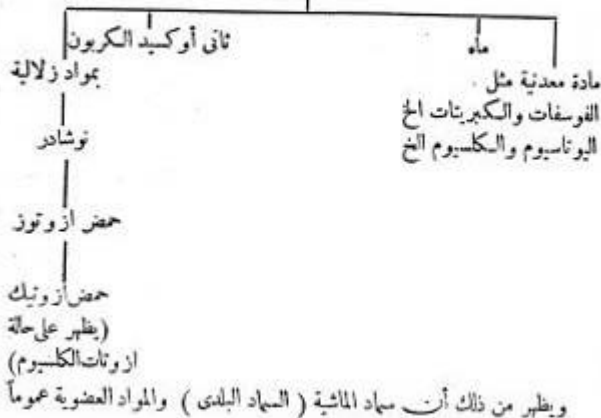 مادة معدنية مثل .
الفوسفات والكبريتات الخ
البوتاسيوم والكلسيوم الخ
ماء
ثانى أوكسيد الكربون
بمواد زلالية
نوشادر
حمض ازوتوز
حمض ازوتيك
(يظهر على حالة
ازوتات الكلسيوم)
ويظهر من ذلك أن سماد الماشية ( السماد البلدى ) والمواد العضوية عموماً